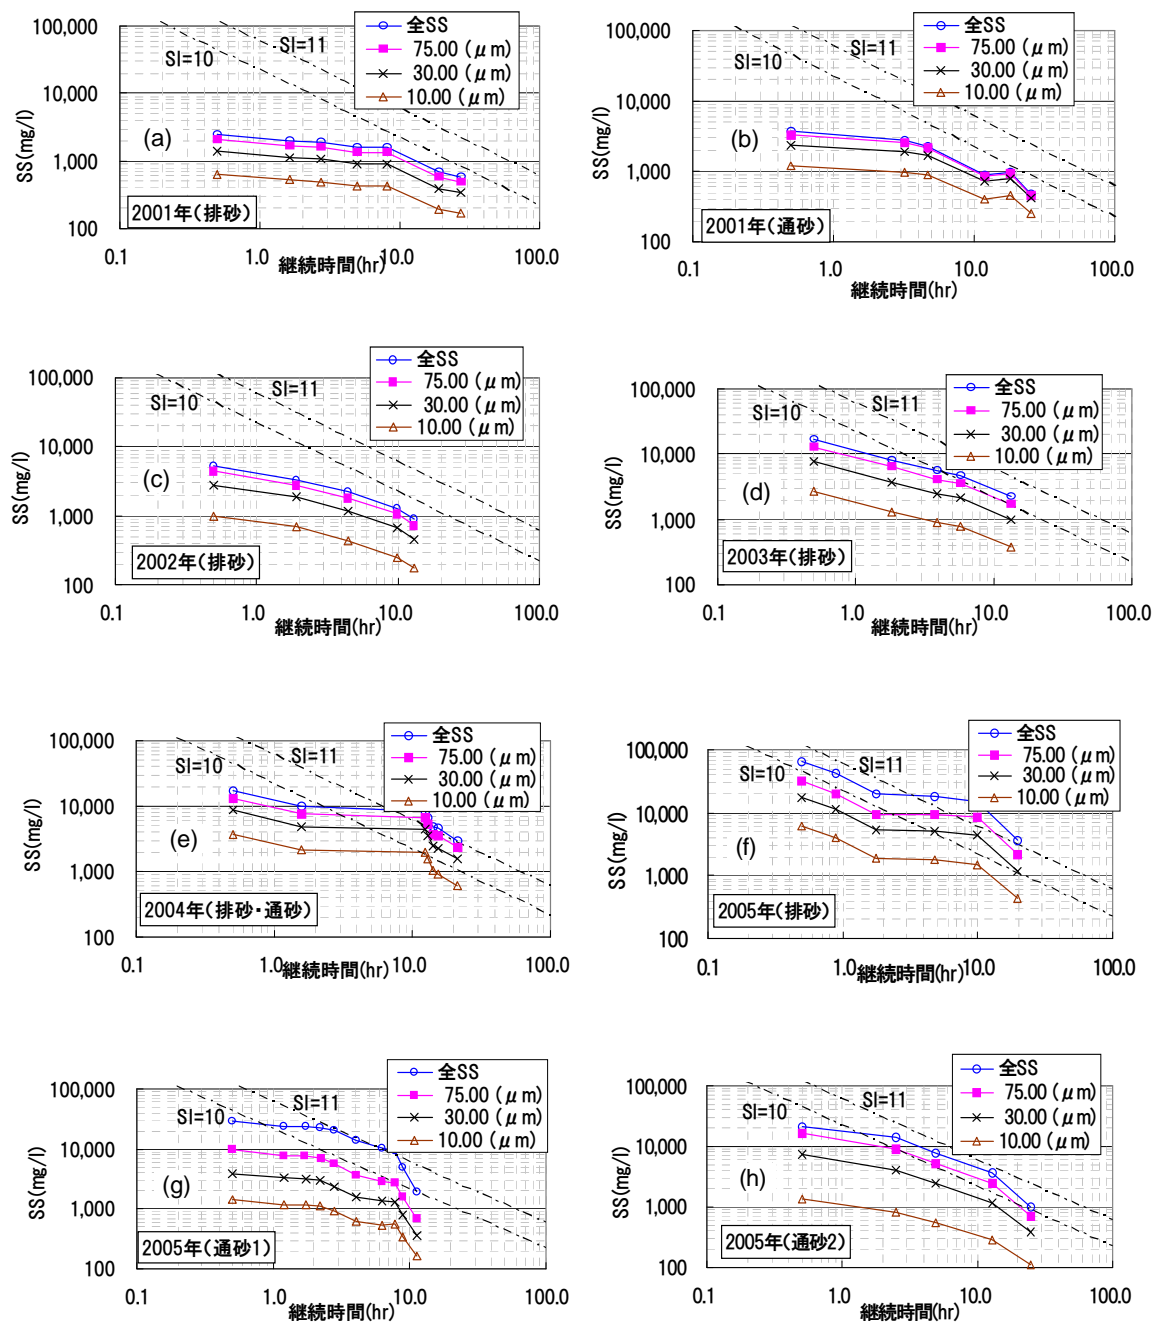 全SS
75.00 (μm)
30.00 (μm)
10.00 (μm)
SI=11
SI=10
100,000
10,000
1,000
100
SS(mg/l)
(a)
2001年(排砂)
0.1
1.0
10.0
100.0
継続時間(hr)
全SS
75.00 (μm)
30.00 (μm)
10.00 (μm)
SI=11
SI=10
100,000
10,000
1,000
100
SS(mg/l)
(b)
2001年(通砂)
0.1
1.0
10.0
100.0
継続時間(hr)
全SS
75.00 (μm)
30.00 (μm)
10.00 (μm)
SI=11
SI=10
100,000
10,000
1,000
100
SS(mg/l)
(c)
2002年(排砂)
0.1
1.0
10.0
100.0
継続時間(hr)
全SS
75.00 (μm)
30.00 (μm)
10.00 (μm)
SI=11
SI=10
100,000
10,000
1,000
100
SS(mg/l)
(d)
2003年(排砂)
0.1
1.0
10.0
100.0
継続時間(hr)
全SS
75.00 (μm)
30.00 (μm)
10.00 (μm)
SI=11
SI=10
100,000
10,000
1,000
100
SS(mg/l)
(e)
2004年(排砂・通砂)
0.1
1.0
10.0
100.0
継続時間(hr)
全SS
75.00 (μm)
30.00 (μm)
10.00 (μm)
SI=11
SI=10
100,000
10,000
1,000
100
SS(mg/l)
(f)
2005年(排砂)
0.1
1.0
10.0
100.0
継続時間(hr)
全SS
75.00 (μm)
30.00 (μm)
10.00 (μm)
SI=11
SI=10
100,000
10,000
1,000
100
SS(mg/l)
(g)
2005年(通砂1)
0.1
1.0
10.0
100.0
継続時間(hr)
全SS
75.00 (μm)
30.00 (μm)
10.00 (μm)
SI=11
SI=10
100,000
10,000
1,000
100
SS(mg/l)
(h)
2005年(通砂2)
0.1
1.0
10.0
100.0
継続時間(hr)